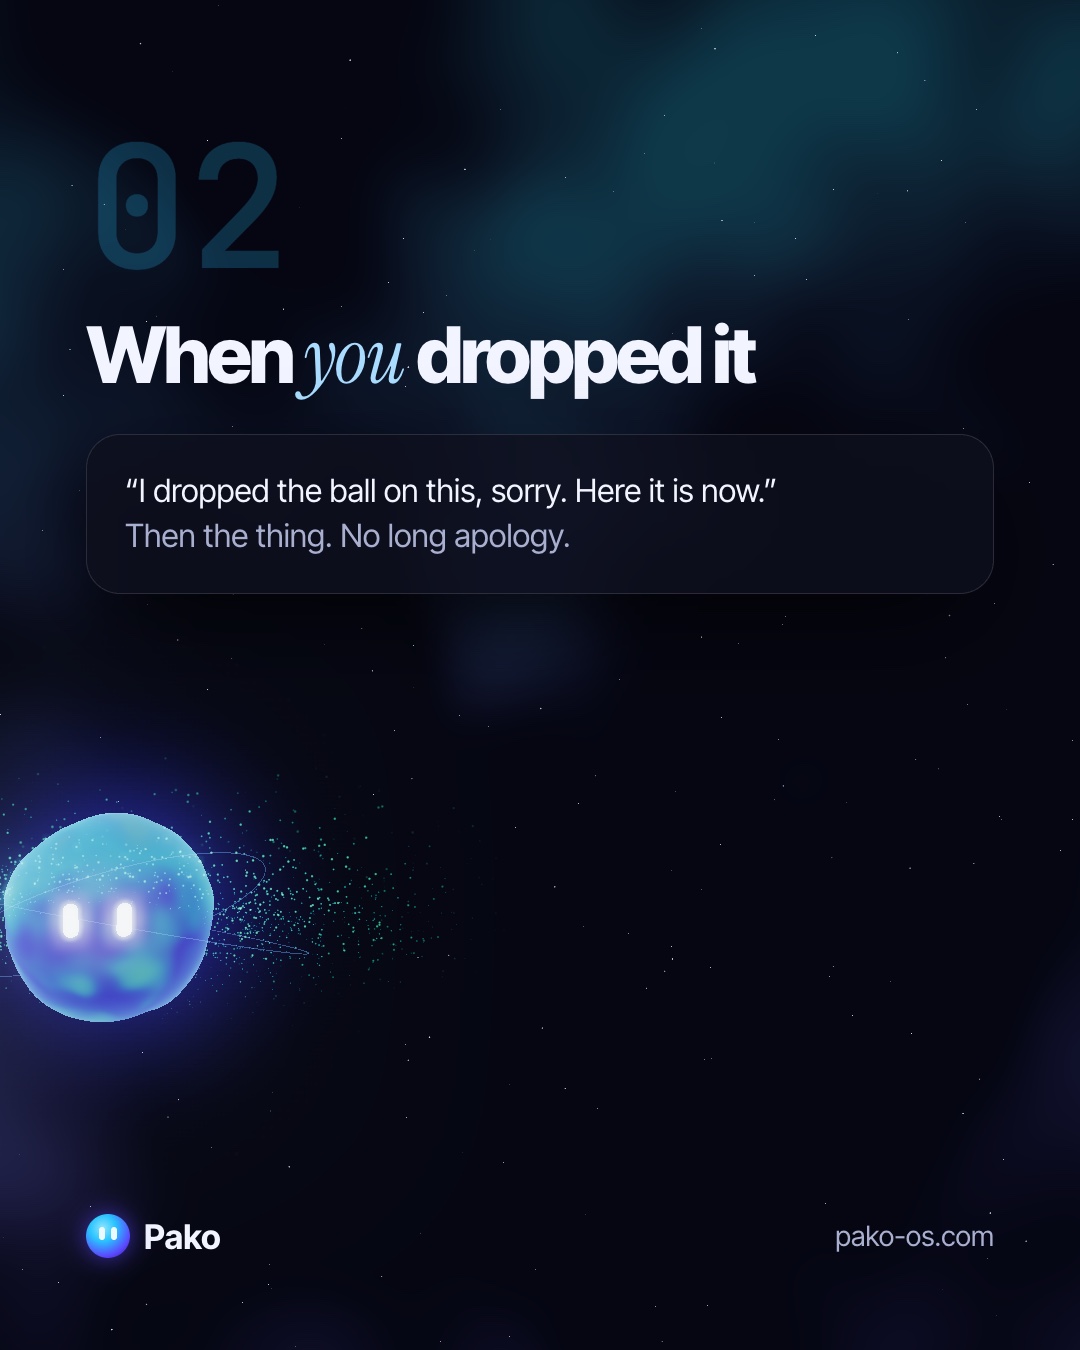 02
When you dropped it
“I dropped the ball on this, sorry. Here it is now.”
Then the thing. No long apology.
Pako
pako-os.com